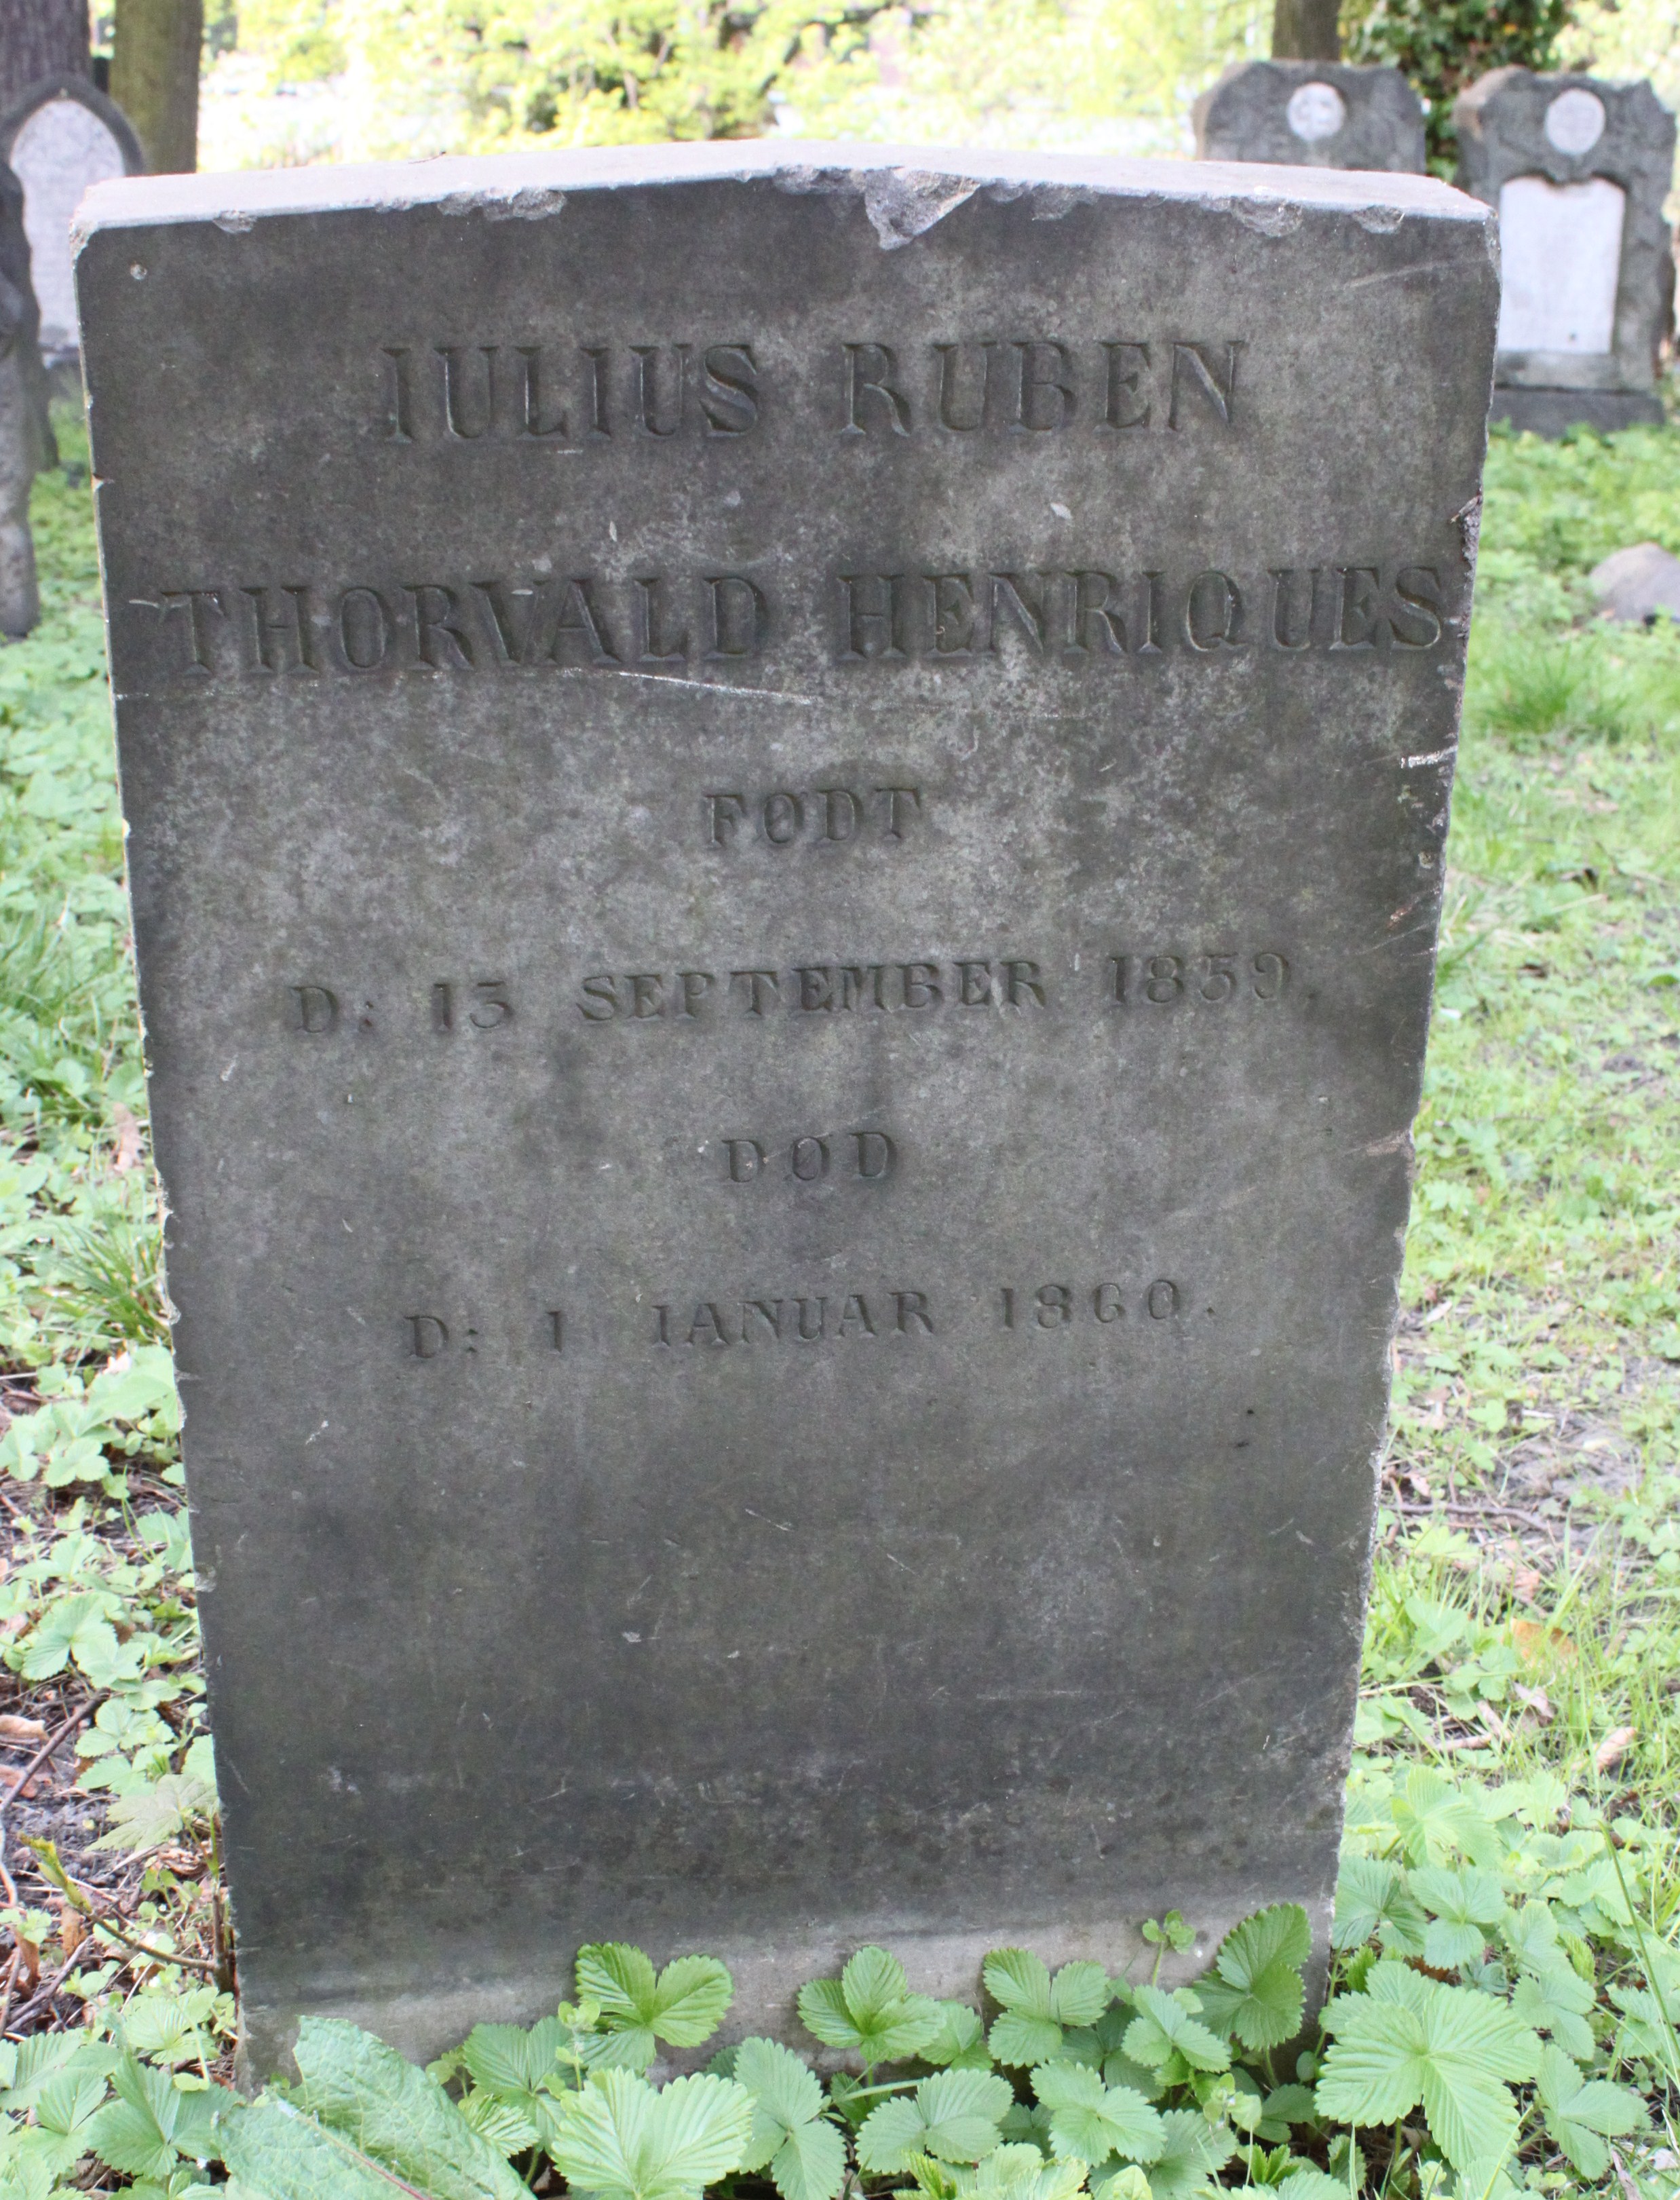 IULIUS RUBEN
THORVALD HENRIQUES
FØDT
D: 13 SEPTEMBER 1859.
DØD
D: 1 IANUAR 1860.